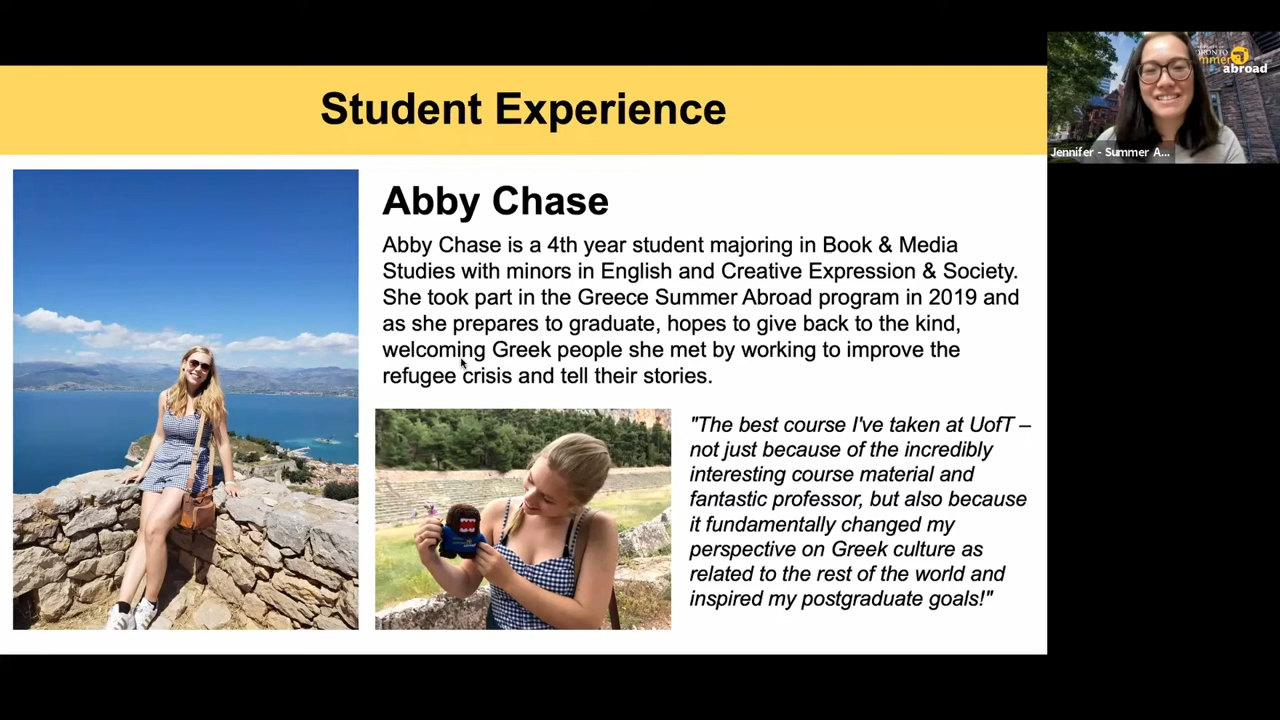 Student Experience
Abby Chase
Abby Chase is a 4th year student majoring in Book & Media
Studies with minors in English and Creative Expression & Society.
She took part in the Greece Summer Abroad program in 2019 and
as she prepares to graduate, hopes to give back to the kind,
welcoming Greek people she met by working to improve the
refugee crisis and tell their stories.
"The best course I've taken at UofT –
not just because of the incredibly
interesting course material and
fantastic professor, but also because
it fundamentally changed my
perspective on Greek culture as
related to the rest of the world and
inspired my postgraduate goals!"
abroad
Jennifer - Summer A...